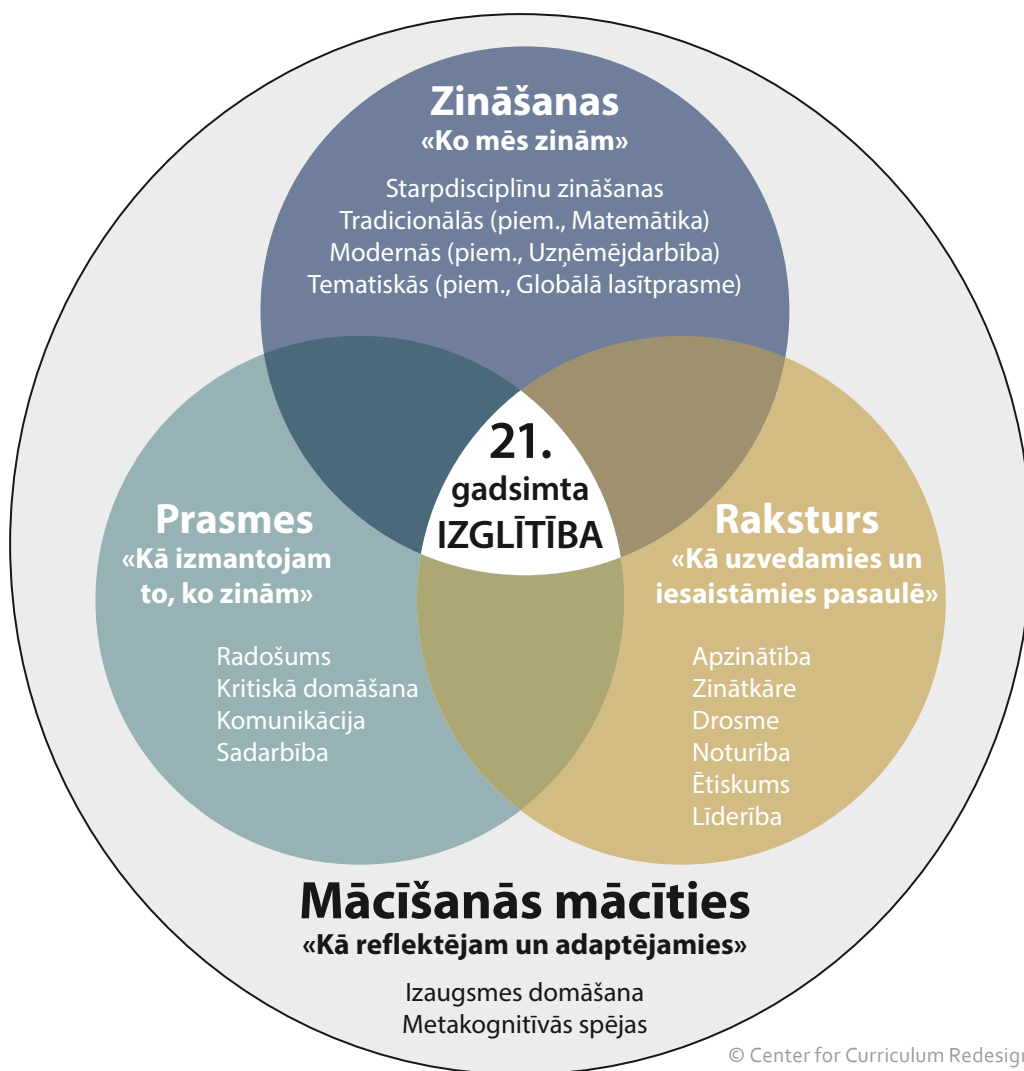 Zināšanas
«Ko mēs zinām»
Starpdisciplīnu zināšanas
Tradicionālās (piem., Matemātika)
Modernās (piem., Uzņēmējdarbība)
Tematiskās (piem., Globālā lasītprasme)
21.
gadsimta
IZGLĪTĪBA
Prasmes
«Kā izmantojam
to, ko zinām»
Radošums
Kritiskā domāšana
Komunikācija
Sadarbība
Raksturs
«Kā uzvedamies un
iesaistāmies pasaulē»
Apzinātība
Zinātkāre
Drosme
Noturība
Ētiskums
Līderība
Mācīšanās mācīties
«Kā reflektējam un adaptējamies»
Izaugsmes domāšana
Metakognitīvās spējas
© Center for Curriculum Redesign